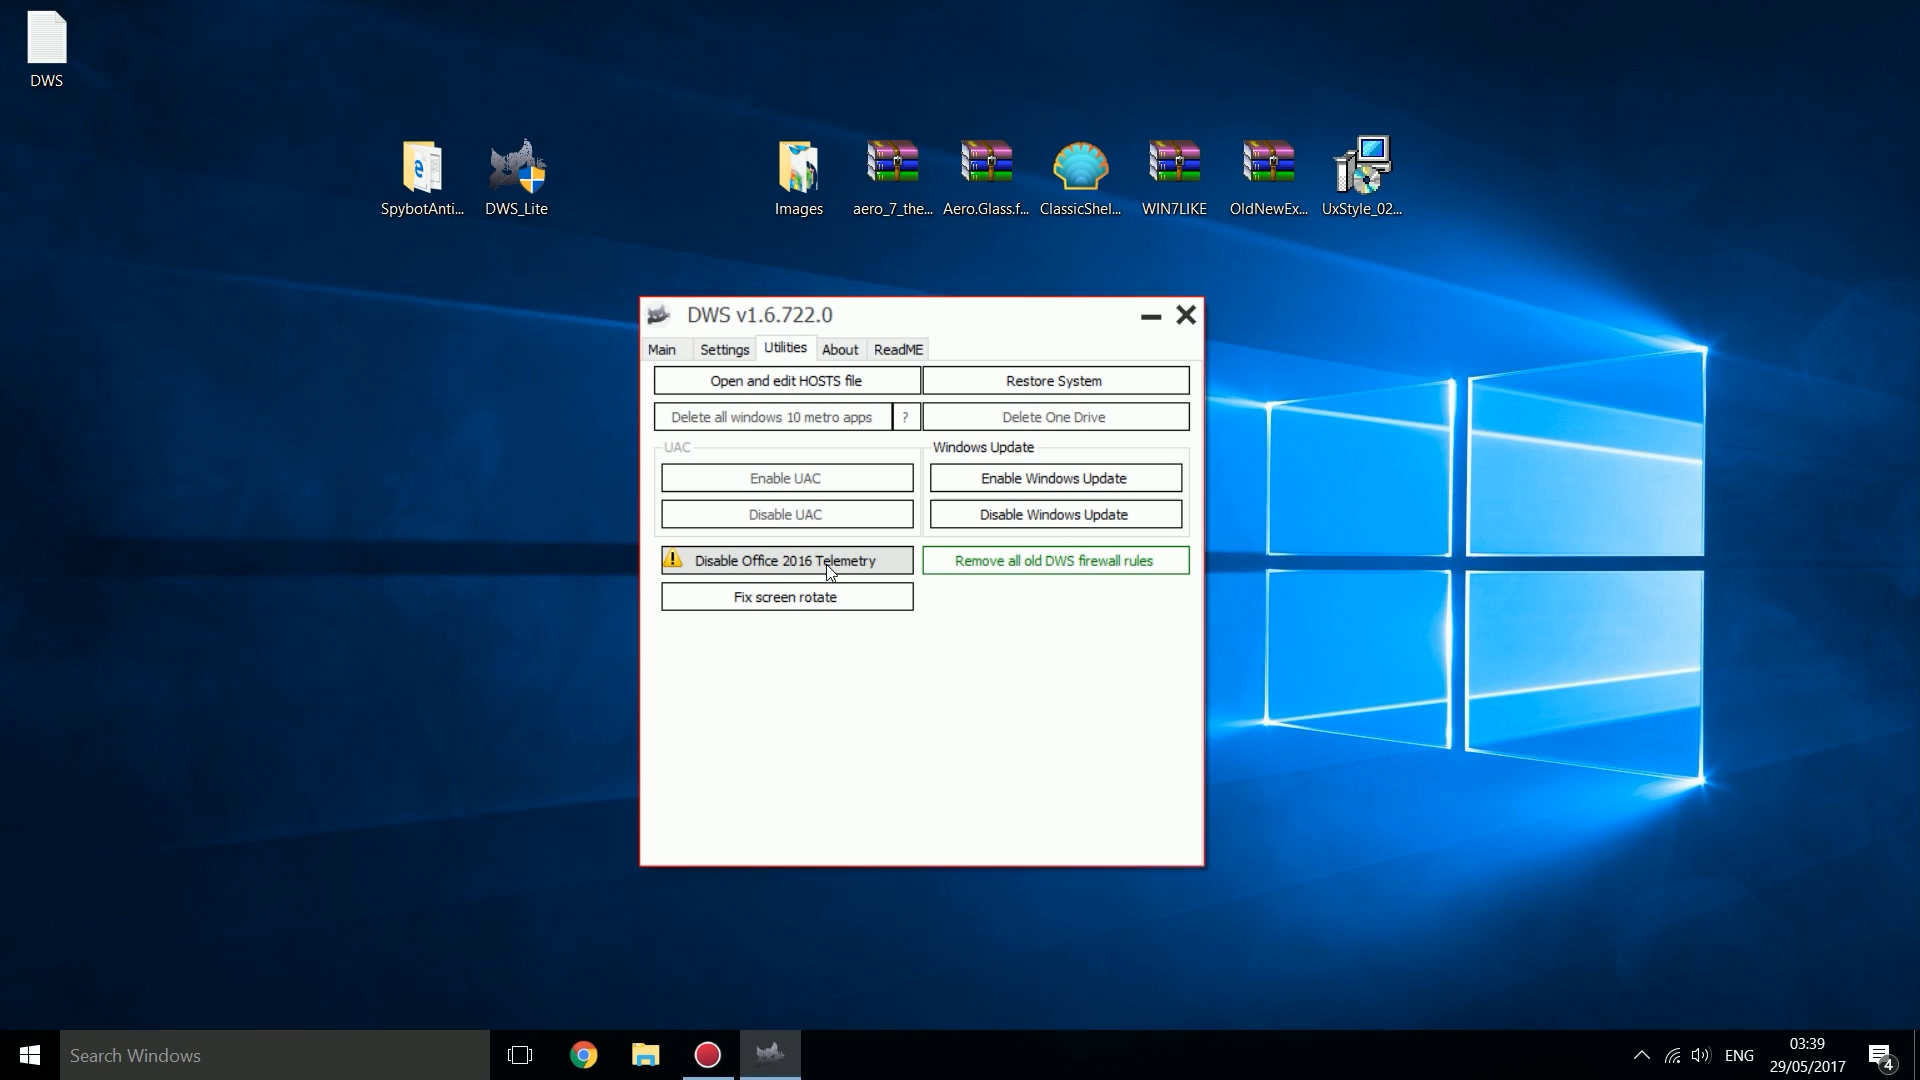 DWS
SpybotAnti...
DWS_Lite
Images
aero_7_the...
Aero.Glass.f...
ClassicShel...
WIN7LIKE
OldNewEx...
UxStyle_02...
DWS v1.6.722.0
Main
Settings
Utilities
About
ReadME
Open and edit HOSTS file
Restore System
Delete all windows 10 metro apps
?
Delete One Drive
UAC
Windows Update
Enable UAC
Enable Windows Update
Disable UAC
Disable Windows Update
Disable Office 2016 Telemetry
Remove all old DWS firewall rules
Fix screen rotate
Search Windows
ENG
03:39
29/05/2017
4